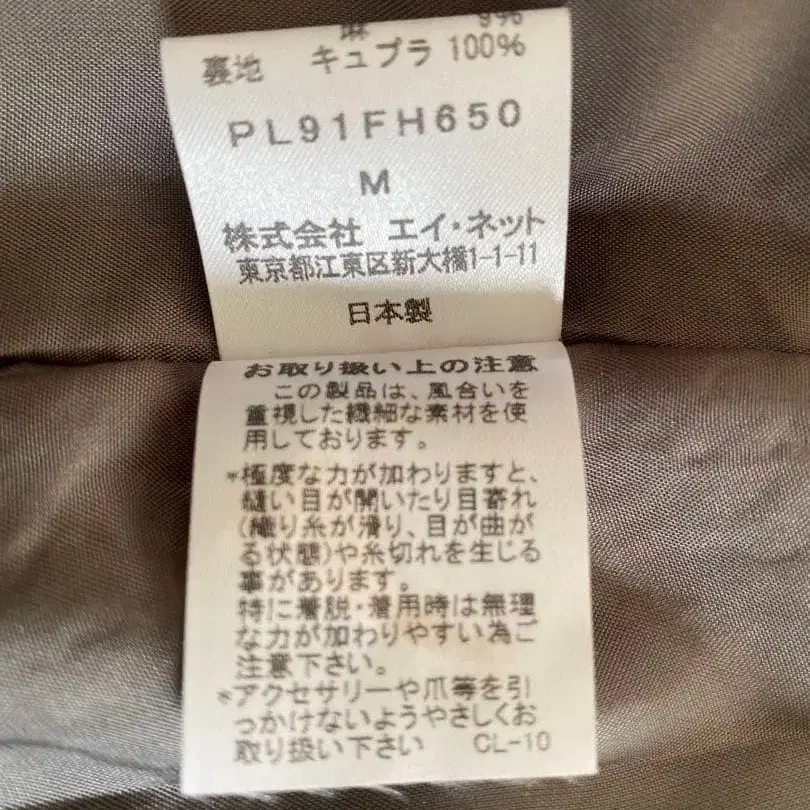 麻 9%
裏地 キュプラ 100%
PL91FH650
M
株式会社 エイ・ネット
東京都江東区新大橋1-1-11
日本製
お取り扱い上の注意
この製品は、風合いを
重視した繊細な素材を使
用しております。
*極度な力が加わりますと、
縫い目が開いたり目寄れ
(織り糸が滑り、目が曲が
る状態)や糸切れを生じる
事があります。
特に着脱・着用時は無理
な力が加わりやすい為ご
注意下さい。
*アクセサリーや爪等を引
っかけないようやさしくお
取り扱い下さい CL-10